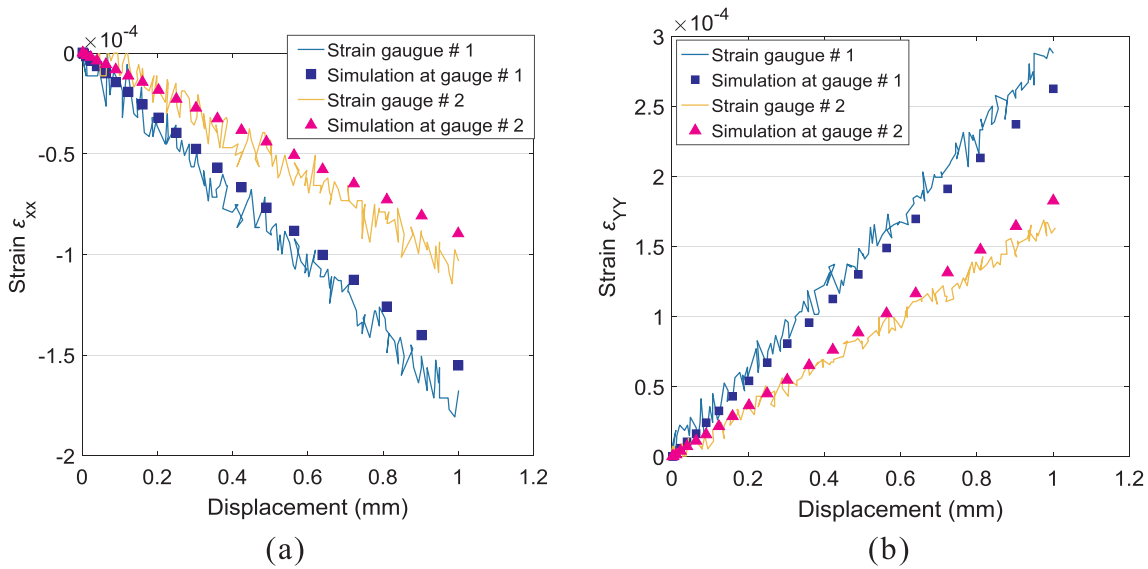 ×10⁻⁴
0
-0.5
-1
-1.5
-2
Strain ε_xx
0 0.2 0.4 0.6 0.8 1 1.2
Displacement (mm)
Strain gaugue # 1
Simulation at gauge # 1
Strain gauge # 2
Simulation at gauge # 2
(a)
×10⁻⁴
3
2.5
2
1.5
1
0.5
0
Strain ε_YY
0 0.2 0.4 0.6 0.8 1 1.2
Displacement (mm)
Strain gaugue # 1
Simulation at gauge # 1
Strain gauge # 2
Simulation at gauge # 2
(b)